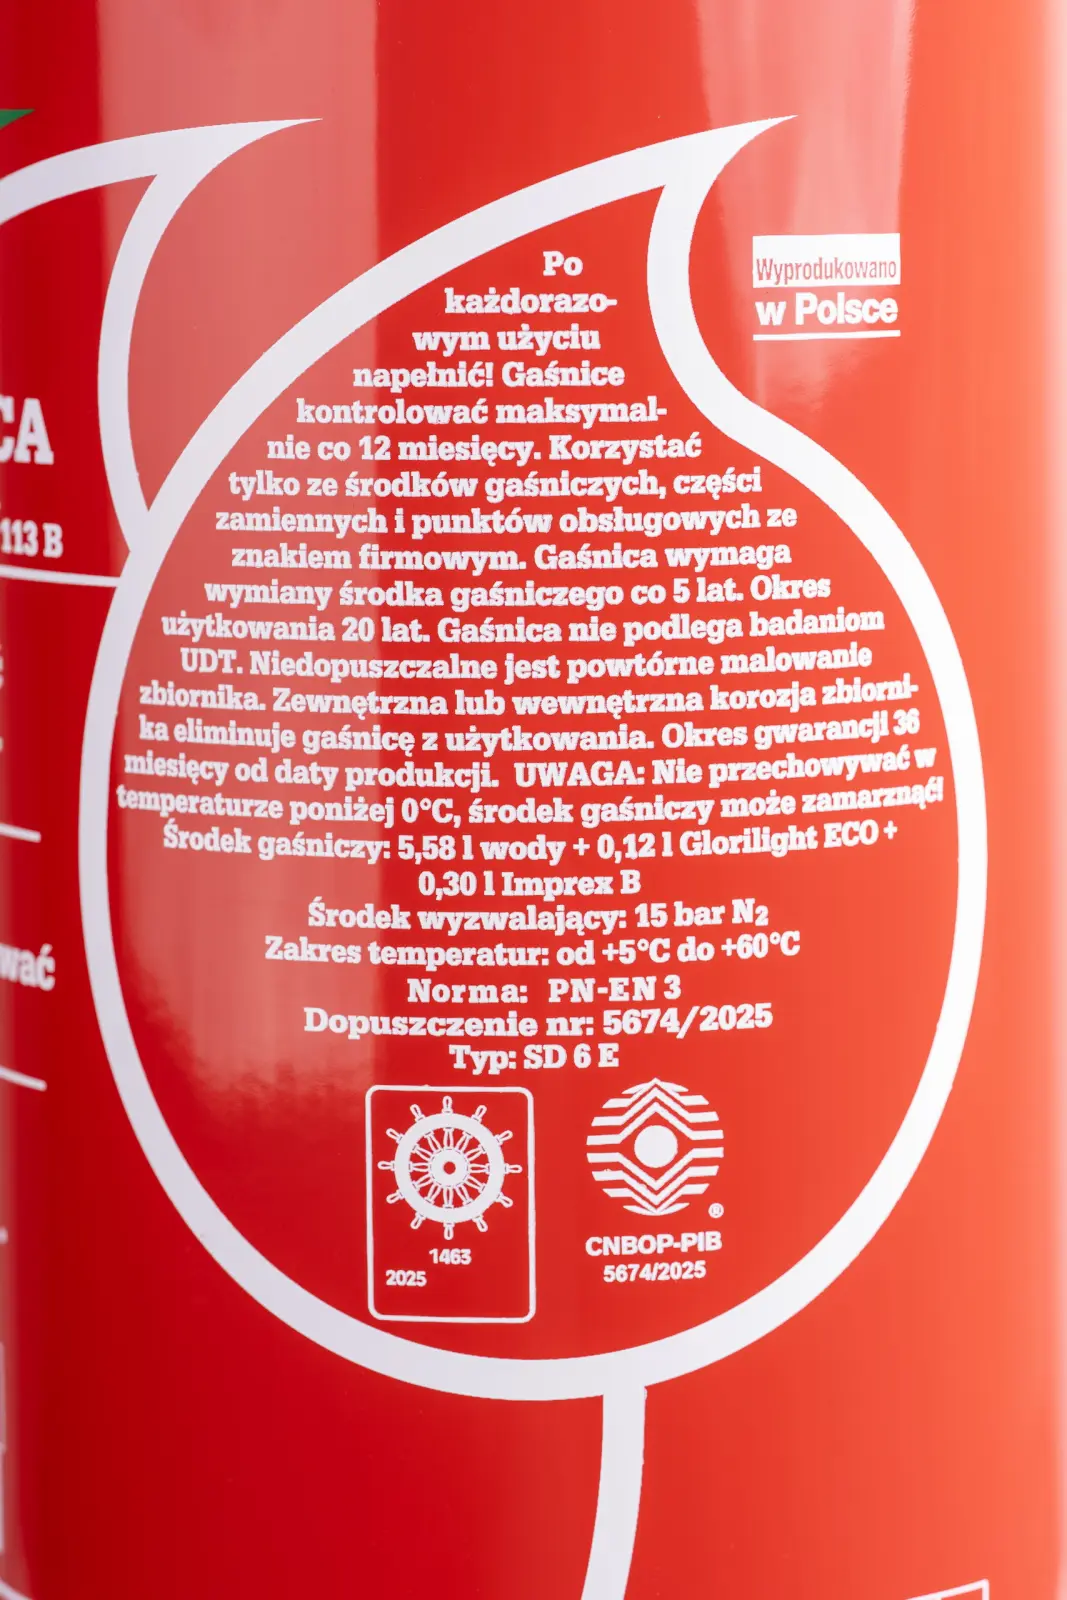 CA
113 B
wać
Wyprodukowano
w Polsce
Po
każdorazo-
wym użyciu
napełnić! Gaśnice
kontrolować maksymal-
nie co 12 miesięcy. Korzystać
tylko ze środków gaśniczych, części
zamiennych i punktów obsługowych ze
znakiem firmowym. Gaśnica wymaga
wymiany środka gaśniczego co 5 lat. Okres
użytkowania 20 lat. Gaśnica nie podlega badaniom
UDT. Niedopuszczalne jest powtórne malowanie
zbiornika. Zewnętrzna lub wewnętrzna korozja zbiorni-
ka eliminuje gaśnicę z użytkowania. Okres gwarancji 36
miesięcy od daty produkcji. UWAGA: Nie przechowywać w
temperaturze poniżej 0°C, środek gaśniczy może zamarznąć!
Środek gaśniczy: 5,58 l wody + 0,12 l Glorilight ECO +
0,30 l Imprex B
Środek wyzwalający: 15 bar N₂
Zakres temperatur: od +5°C do +60°C
Norma: PN-EN 3
Dopuszczenie nr: 5674/2025
Typ: SD 6 E
1463
2025
®
CNBOP-PIB
5674/2025